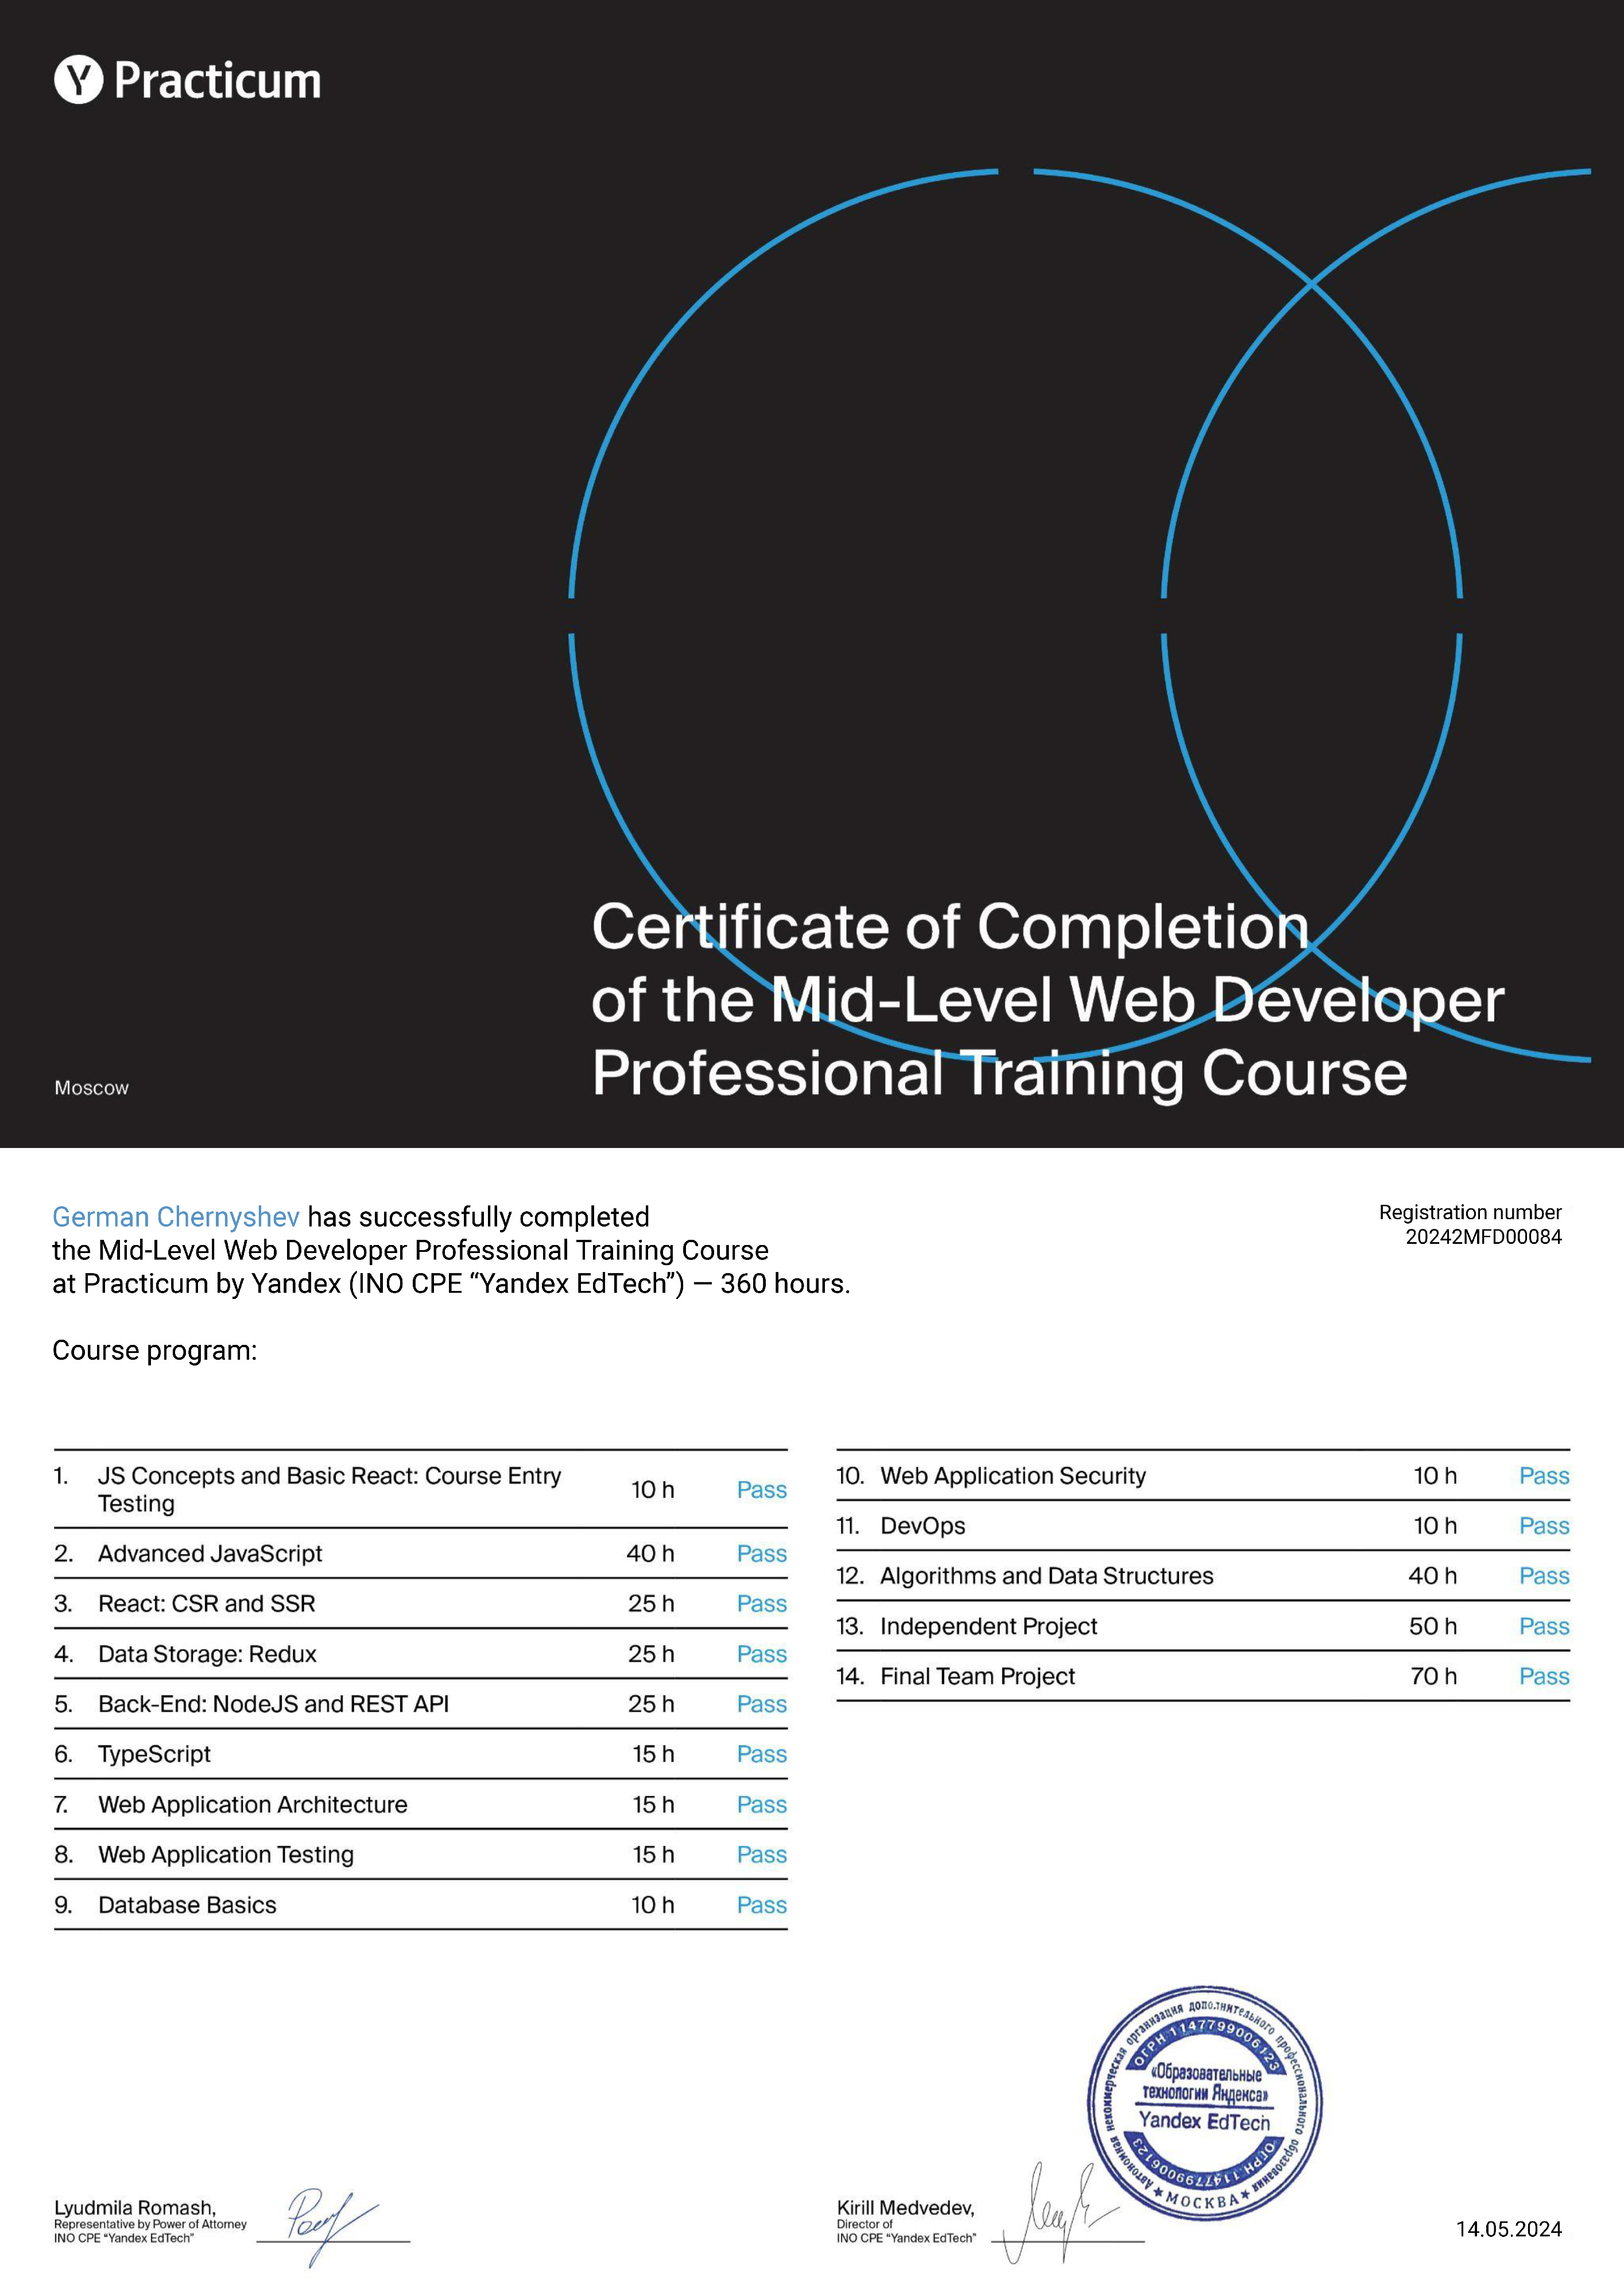 Y Practicum
Certificate of Completion
of the Mid-Level Web Developer
Professional Training Course
Moscow
German Chernyshev has successfully completed
the Mid-Level Web Developer Professional Training Course
at Practicum by Yandex (INO CPE “Yandex EdTech”) — 360 hours.
Registration number
20242MFD00084
Course program:
1. JS Concepts and Basic React: Course Entry
Testing 10 h Pass
2. Advanced JavaScript 40 h Pass
3. React: CSR and SSR 25 h Pass
4. Data Storage: Redux 25 h Pass
5. Back-End: NodeJS and REST API 25 h Pass
6. TypeScript 15 h Pass
7. Web Application Architecture 15 h Pass
8. Web Application Testing 15 h Pass
9. Database Basics 10 h Pass
10. Web Application Security 10 h Pass
11. DevOps 10 h Pass
12. Algorithms and Data Structures 40 h Pass
13. Independent Project 50 h Pass
14. Final Team Project 70 h Pass
Автономная некоммерческая организация дополнительного профессионального образования
ОГРН 1147799006123
«Образовательные
технологии Яндекса»
Yandex EdTech
ОГРН 1147799006123
★ МОСКВА ★
Lyudmila Romash,
Representative by Power of Attorney
INO CPE “Yandex EdTech”
Kirill Medvedev,
Director of
INO CPE “Yandex EdTech”
14.05.2024